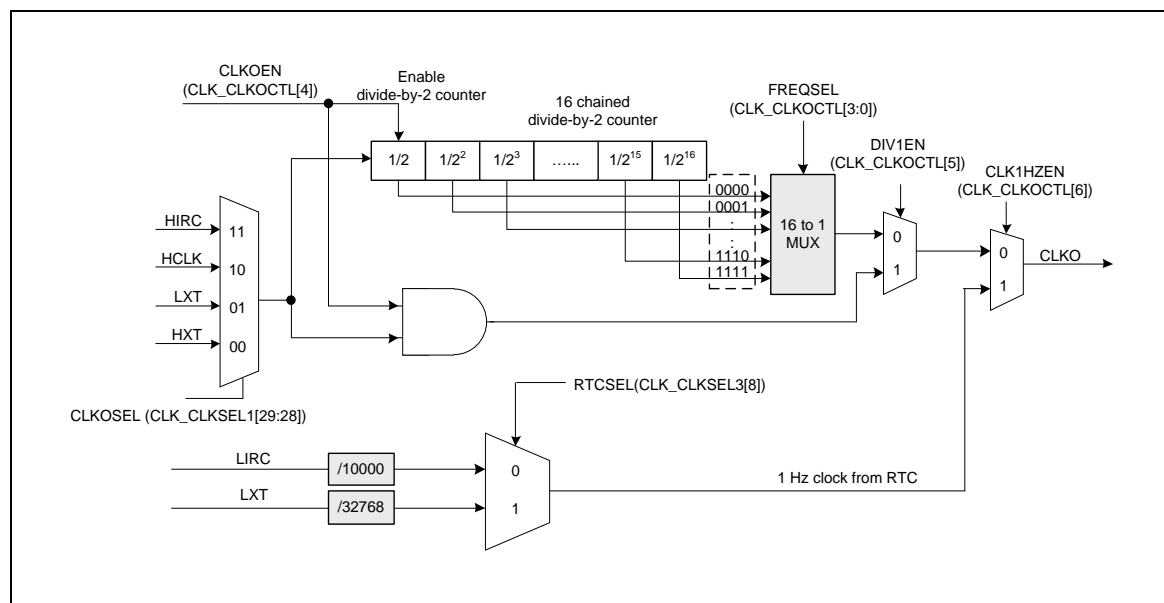 CLKOEN
(CLK_CLKOCTL[4])
Enable
divide-by-2 counter
16 chained
divide-by-2 counter
FREQSEL
(CLK_CLKOCTL[3:0])
DIV1EN
(CLK_CLKOCTL[5])
CLK1HZEN
(CLK_CLKOCTL[6])
1/2 1/2² 1/2³ …... 1/2¹⁵ 1/2¹⁶
0000
0001
:
:
1110
1111
16 to 1
MUX
0
1
0
1
CLKO
HIRC 11
HCLK 10
LXT 01
HXT 00
CLKOSEL (CLK_CLKSEL1[29:28])
RTCSEL(CLK_CLKSEL3[8])
LIRC /10000 0
LXT /32768 1
1 Hz clock from RTC